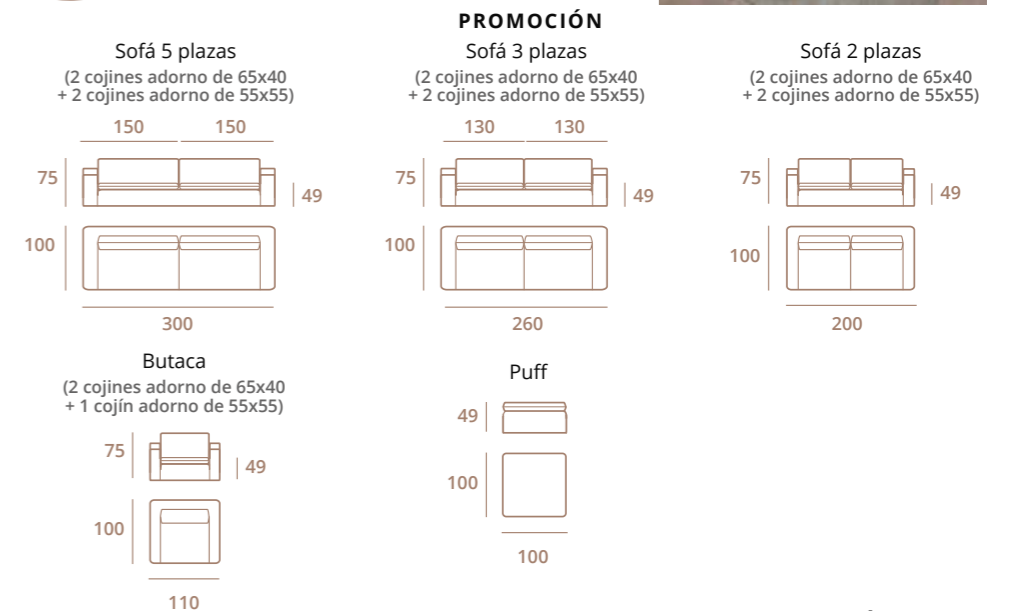 PROMOCIÓN
Sofá 5 plazas
(2 cojines adorno de 65x40
+ 2 cojines adorno de 55x55)
150 150
75
49
100
300
Sofá 3 plazas
(2 cojines adorno de 65x40
+ 2 cojines adorno de 55x55)
130 130
75
49
100
260
Sofá 2 plazas
(2 cojines adorno de 65x40
+ 2 cojines adorno de 55x55)
75
49
100
200
Butaca
(2 cojines adorno de 65x40
+ 1 cojín adorno de 55x55)
75
49
100
110
Puff
49
100
100